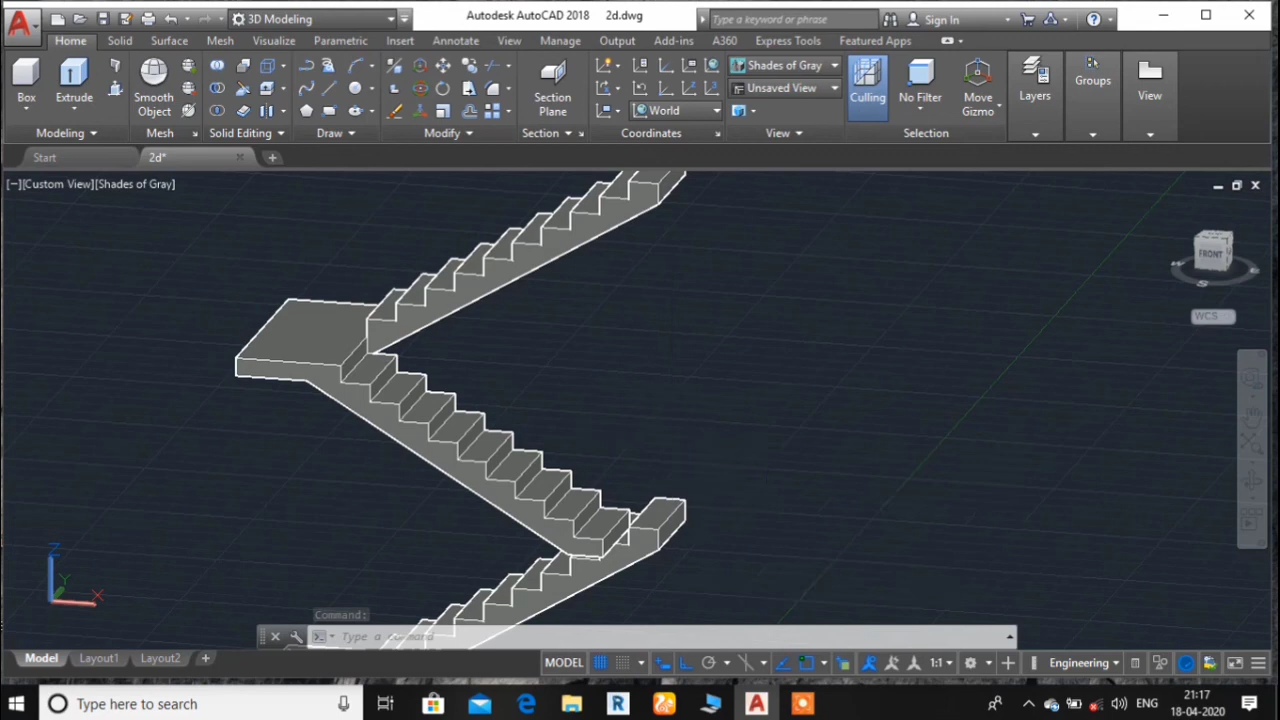 Autodesk AutoCAD 2018 2d.dwg
3D Modeling
Type a keyword or phrase
Sign In
Home Solid Surface Mesh Visualize Parametric Insert Annotate View Manage Output Add-ins A360 Express Tools Featured Apps
Box
Extrude
Smooth
Object
Section
Plane
World
Shades of Gray
Unsaved View
Culling
No Filter
Move
Gizmo
Layers
Groups
View
Modeling
Mesh
Solid Editing
Draw
Modify
Section
Coordinates
View
Selection
Start
2d*
[−][Custom View][Shades of Gray]
FRONT
WCS
Z
Y
X
Command:
Type a command
Model Layout1 Layout2
MODEL
1:1
Engineering
Type here to search
ENG
21:17
18-04-2020